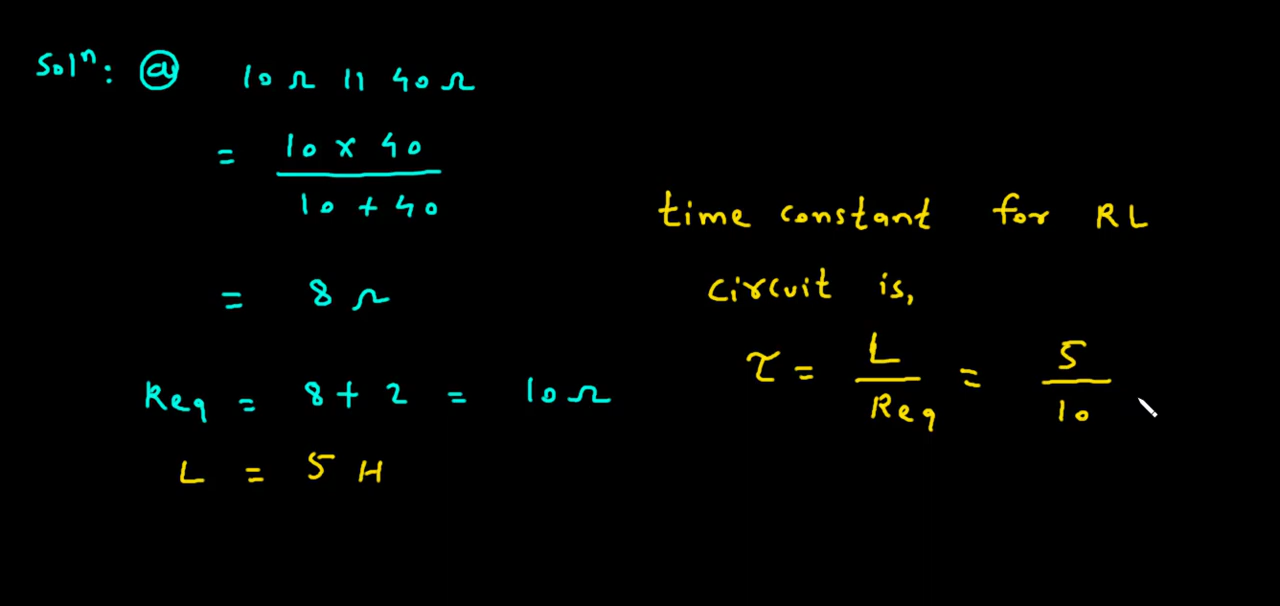 Solⁿ: ⓐ 10 Ω || 40 Ω
= 10 × 40
10 + 40
= 8 Ω
Req = 8 + 2 = 10 Ω
L = 5 H
time constant for RL
circuit is,
τ = L / Req = 5 / 10